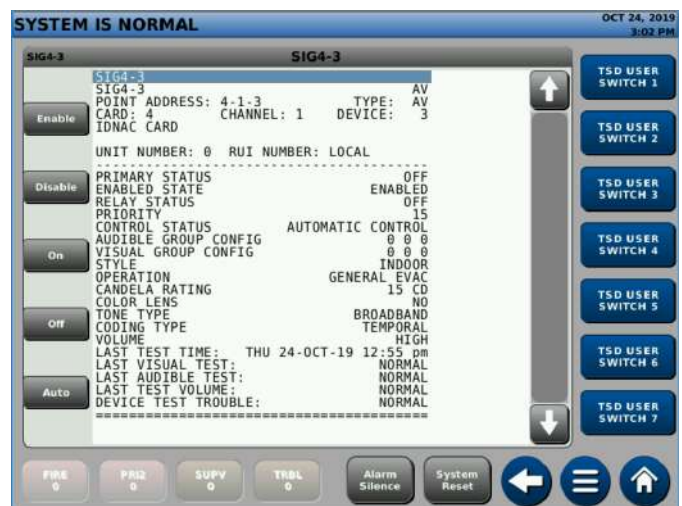 SYSTEM IS NORMAL
OCT 24, 2019
3:02 PM
SIG4-3
SIG4-3
SIG4-3
SIG4-3 AV
POINT ADDRESS: 4-1-3 TYPE: AV
CARD: 4 CHANNEL: 1 DEVICE: 3
IDNAC CARD
UNIT NUMBER: 0 RUI NUMBER: LOCAL
PRIMARY STATUS OFF
ENABLED STATE ENABLED
RELAY STATUS OFF
PRIORITY 15
CONTROL STATUS AUTOMATIC CONTROL
AUDIBLE GROUP CONFIG 0 0 0
VISUAL GROUP CONFIG 0 0 0
STYLE INDOOR
OPERATION GENERAL EVAC
CANDELA RATING 15 CD
COLOR LENS NO
TONE TYPE BROADBAND
CODING TYPE TEMPORAL
VOLUME HIGH
LAST TEST TIME: THU 24-OCT-19 12:55 pm
LAST VISUAL TEST: NORMAL
LAST AUDIBLE TEST: NORMAL
LAST TEST VOLUME: NORMAL
DEVICE TEST TROUBLE: NORMAL
Enable
Disable
On
Off
Auto
TSD USER
SWITCH 1
TSD USER
SWITCH 2
TSD USER
SWITCH 3
TSD USER
SWITCH 4
TSD USER
SWITCH 5
TSD USER
SWITCH 6
TSD USER
SWITCH 7
FIRE
0
PRI2
0
SUPV
0
TRBL
0
Alarm
Silence
System
Reset